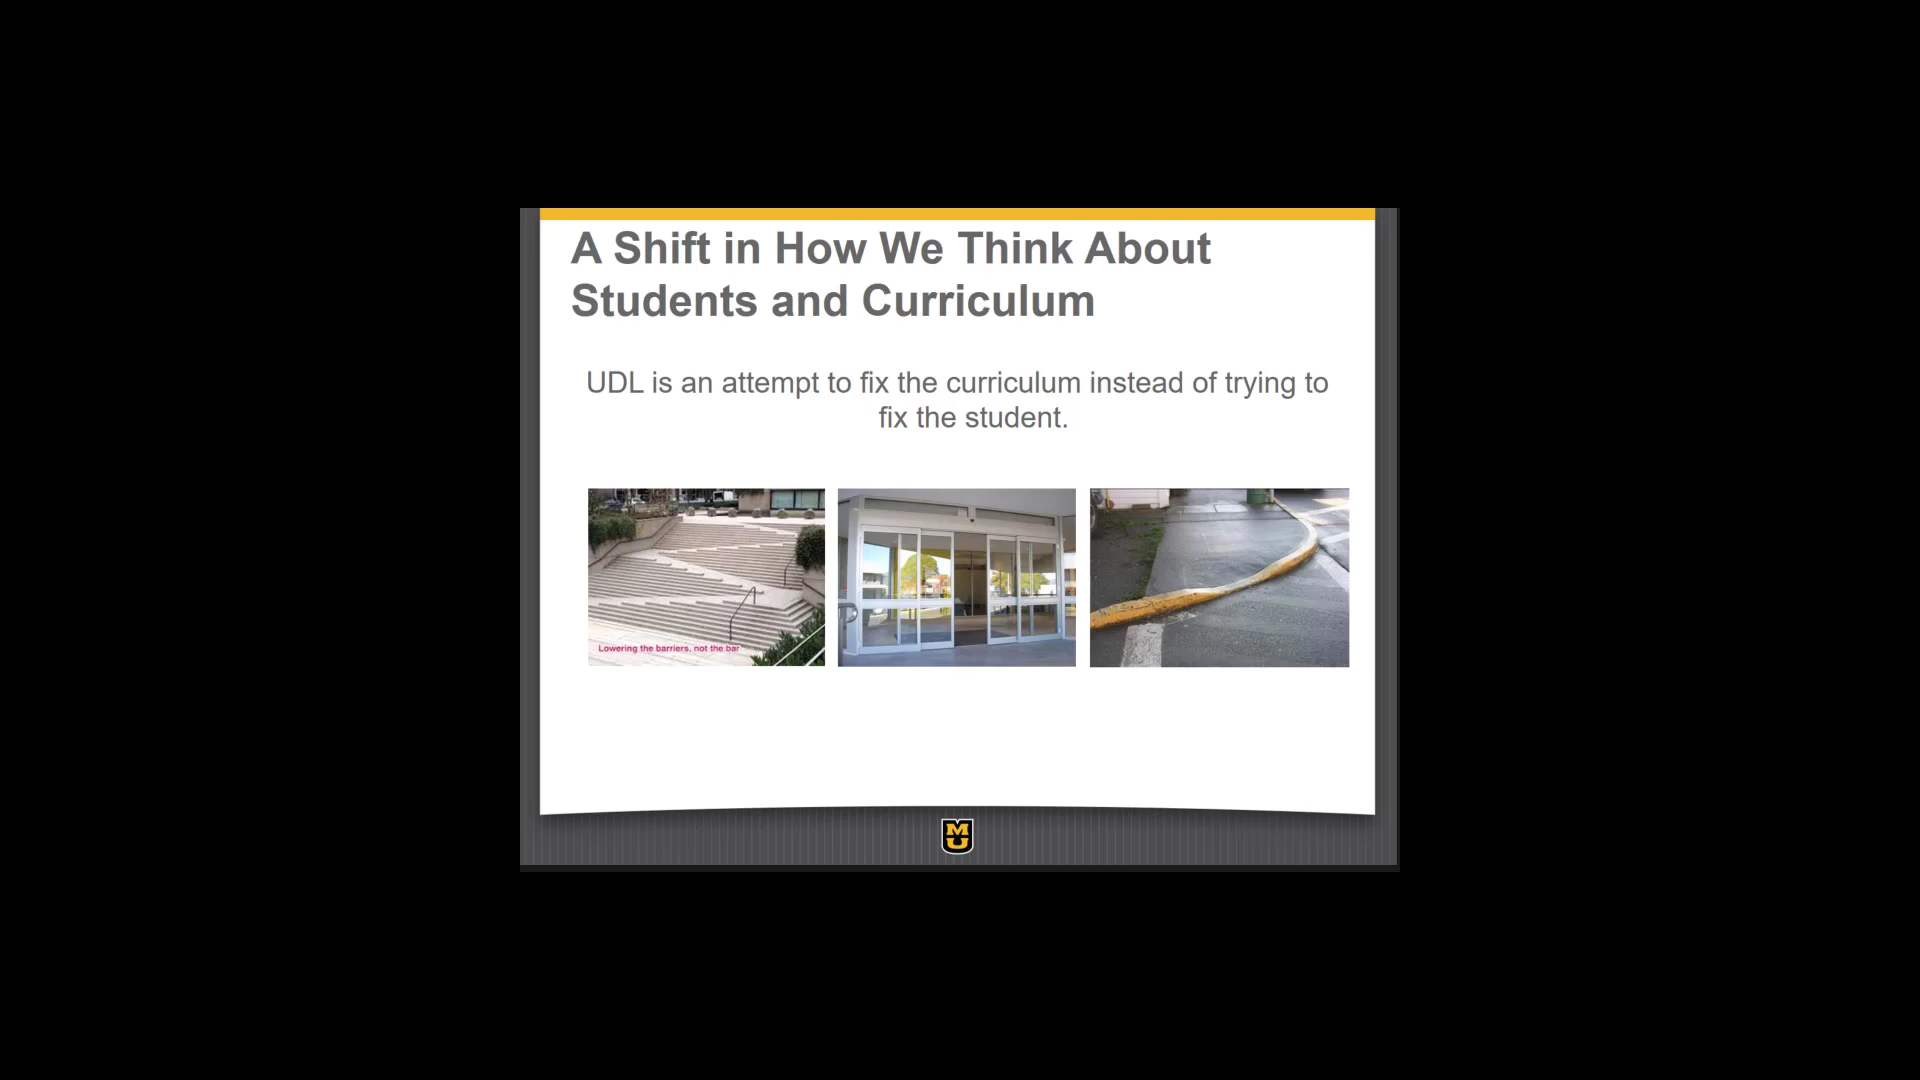 A Shift in How We Think About
Students and Curriculum
UDL is an attempt to fix the curriculum instead of trying to
fix the student.
Lowering the barriers, not the bar
MU